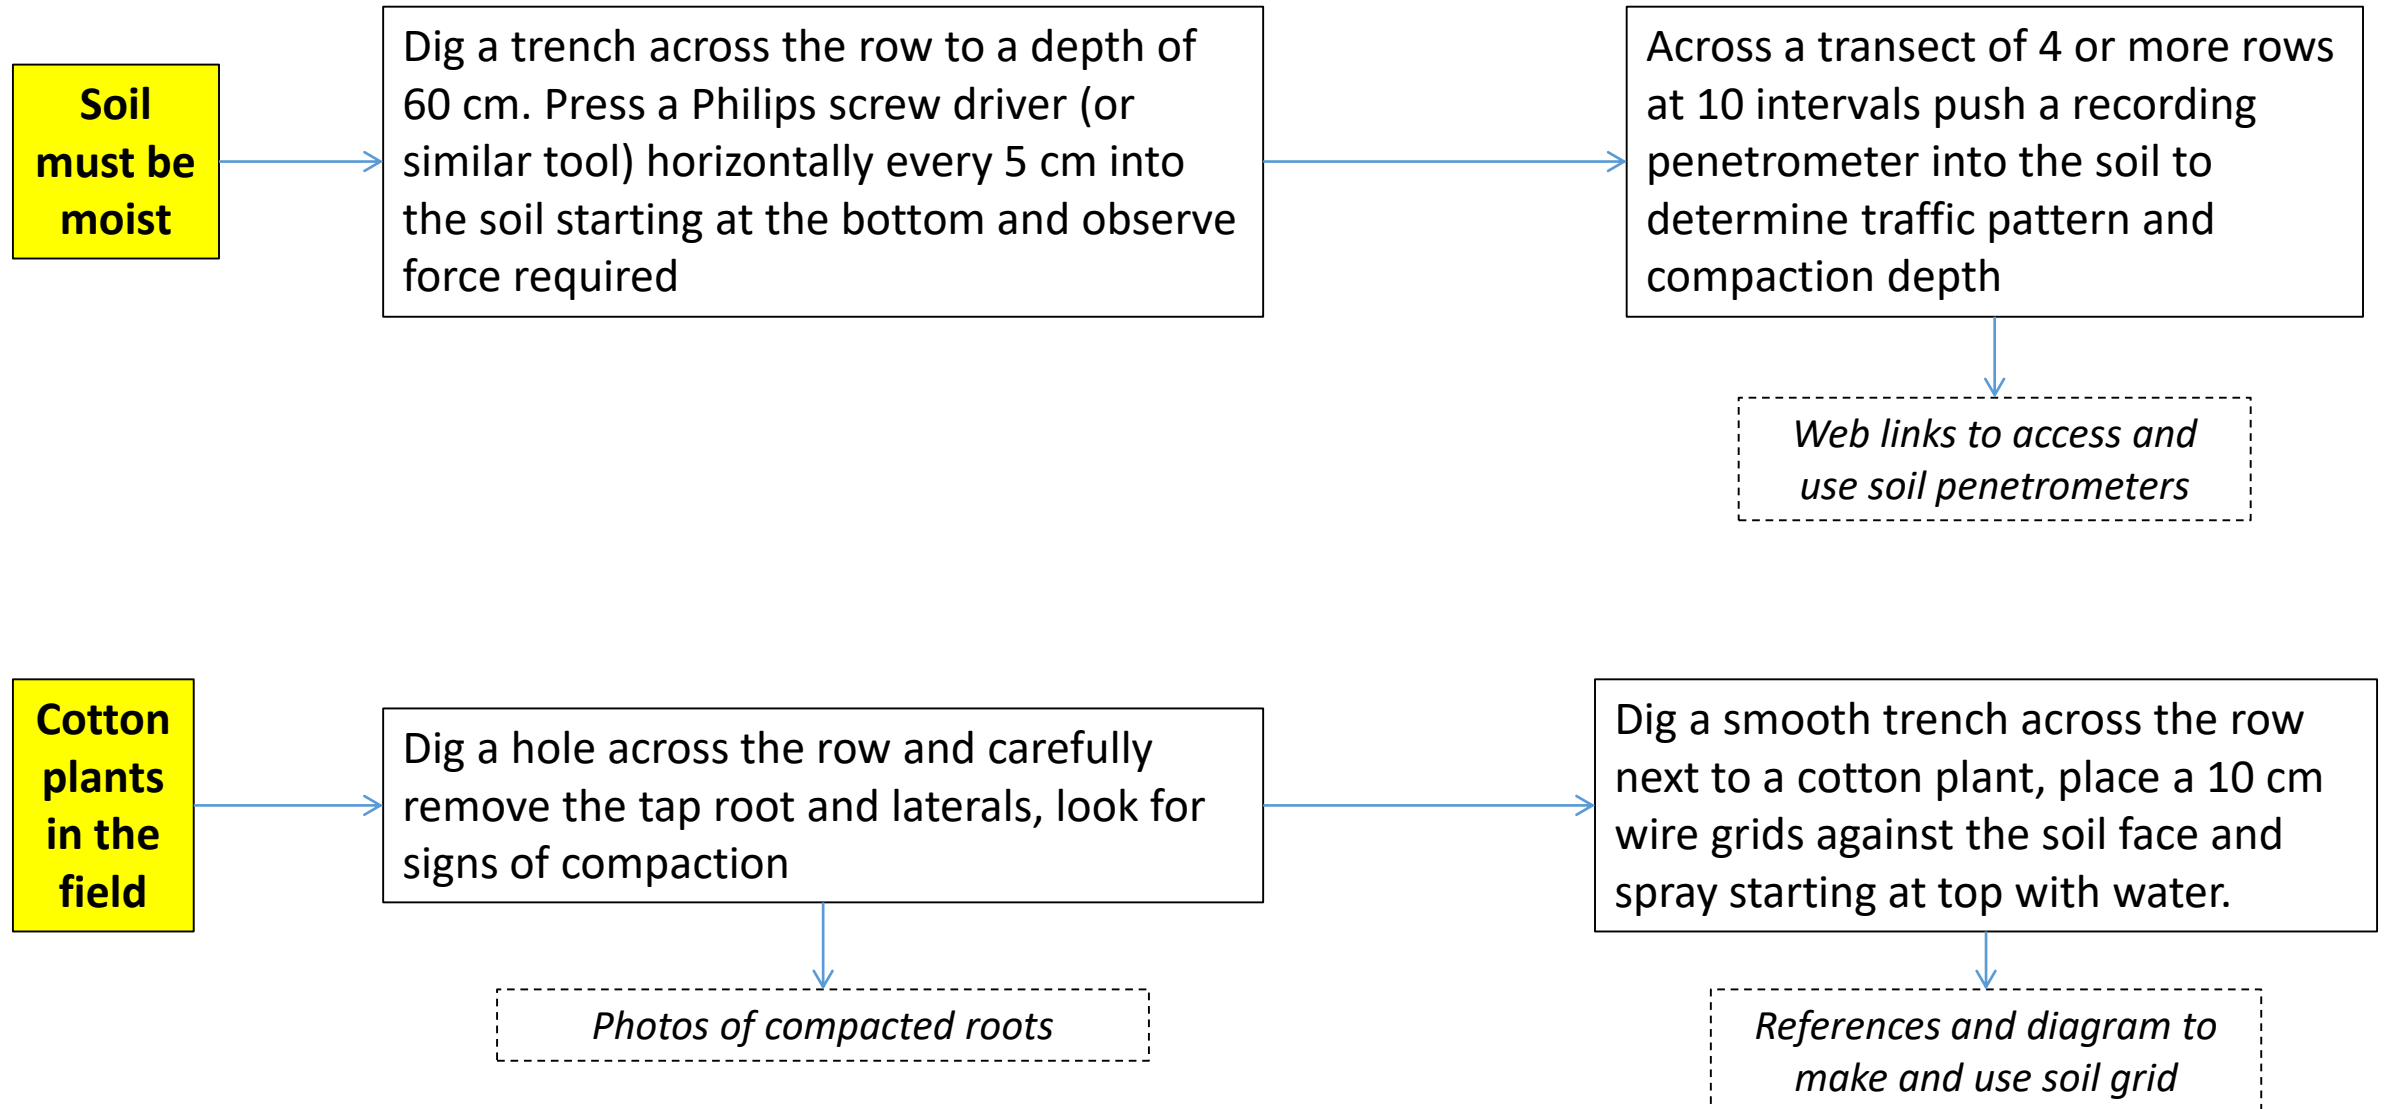 Soil
must be
moist
Dig a trench across the row to a depth of
60 cm. Press a Philips screw driver (or
similar tool) horizontally every 5 cm into
the soil starting at the bottom and observe
force required
Across a transect of 4 or more rows
at 10 intervals push a recording
penetrometer into the soil to
determine traffic pattern and
compaction depth
Web links to access and
use soil penetrometers
Cotton
plants
in the
field
Dig a hole across the row and carefully
remove the tap root and laterals, look for
signs of compaction
Photos of compacted roots
Dig a smooth trench across the row
next to a cotton plant, place a 10 cm
wire grids against the soil face and
spray starting at top with water.
References and diagram to
make and use soil grid